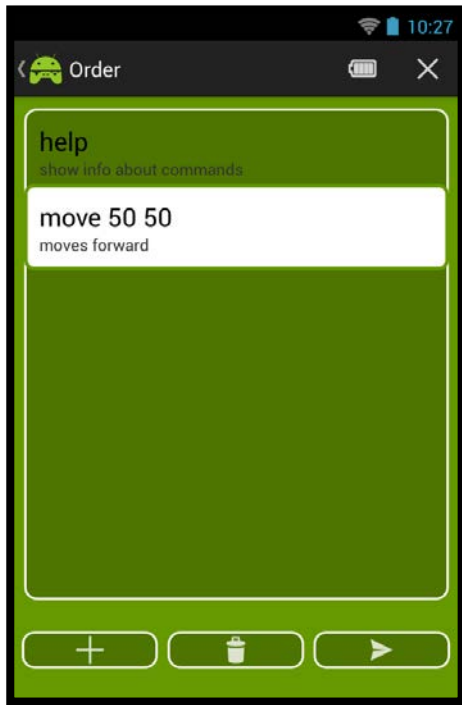 10:27
Order
help
show info about commands
move 50 50
moves forward